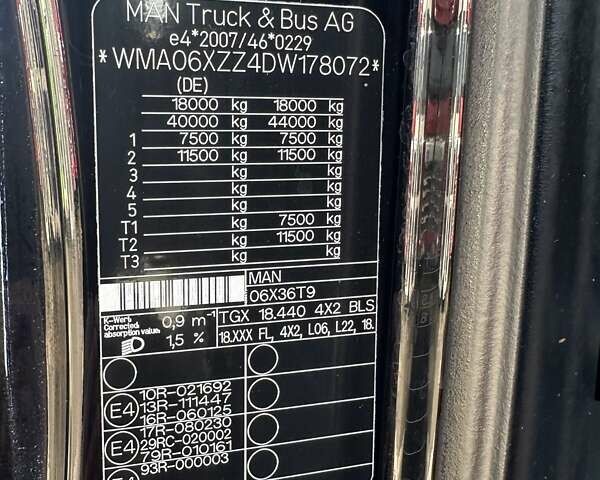 MAN Truck & Bus AG
e4*2007/46*0229
*WMA06XZZ4DW178072*
(DE)
18000 kg 18000 kg
40000 kg 44000 kg
1 7500 kg 7500 kg
2 11500 kg 11500 kg
3 kg kg
4 kg kg
5 kg kg
T1 kg 7500 kg
T2 kg 11500 kg
T3 kg kg
MAN
06X36T9
K-Wert Corrected absorption value 0,9 m-1
TGX 18.440 4X2 BLS
1,5 %
18.XXX FL, 4X2, L06, L22, 18.
10R-021692
E4 13R-111447
16R-060125
17R-080230
E4 29RC-020002
79R-010161
93R-000003